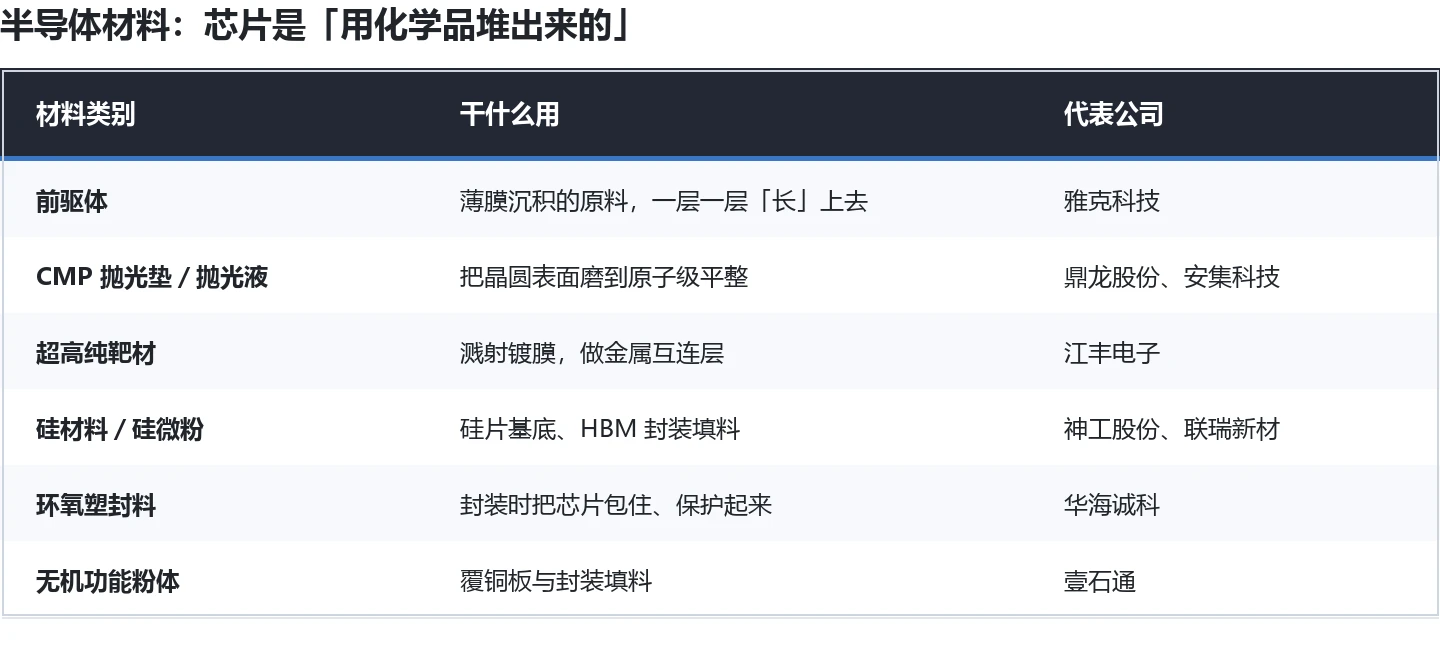 半导体材料：芯片是「用化学品堆出来的」
材料类别 干什么用 代表公司
前驱体 薄膜沉积的原料，一层一层「长」上去 雅克科技
CMP 抛光垫 / 抛光液 把晶圆表面磨到原子级平整 鼎龙股份、安集科技
超高纯靶材 溅射镀膜，做金属互连层 江丰电子
硅材料 / 硅微粉 硅片基底、HBM 封装填料 神工股份、联瑞新材
环氧塑封料 封装时把芯片包住、保护起来 华海诚科
无机功能粉体 覆铜板与封装填料 壹石通